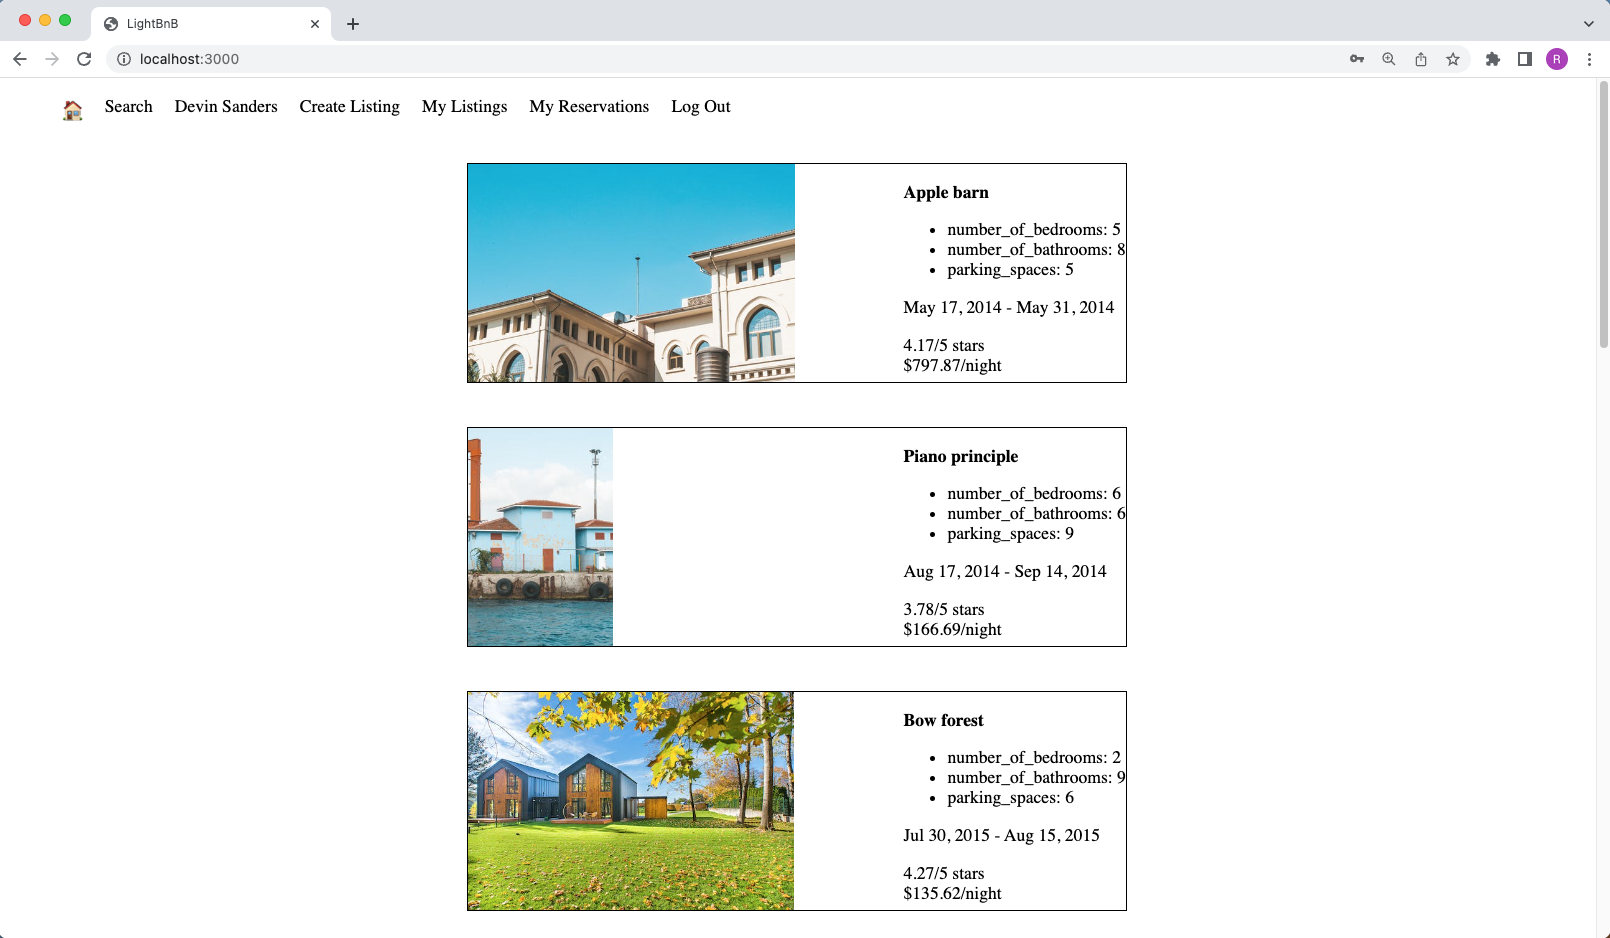 LightBnB
localhost:3000
R
Search Devin Sanders Create Listing My Listings My Reservations Log Out
Apple barn
• number_of_bedrooms: 5
• number_of_bathrooms: 8
• parking_spaces: 5
May 17, 2014 - May 31, 2014
4.17/5 stars
$797.87/night
Piano principle
• number_of_bedrooms: 6
• number_of_bathrooms: 6
• parking_spaces: 9
Aug 17, 2014 - Sep 14, 2014
3.78/5 stars
$166.69/night
Bow forest
• number_of_bedrooms: 2
• number_of_bathrooms: 9
• parking_spaces: 6
Jul 30, 2015 - Aug 15, 2015
4.27/5 stars
$135.62/night